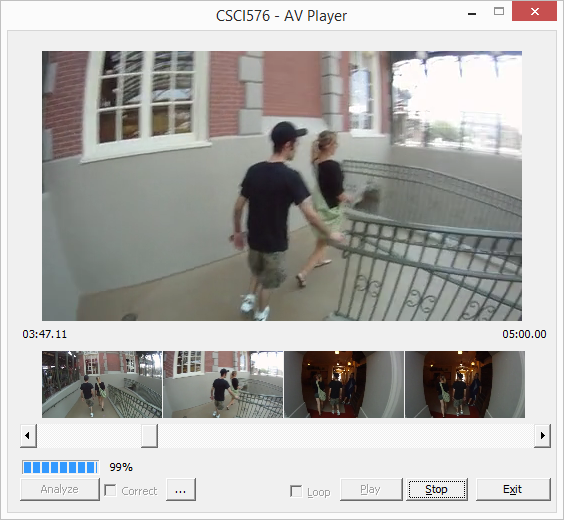 CSCI576 - AV Player
03:47.11 05:00.00
99%
Analyze Correct ... Loop Play Stop Exit